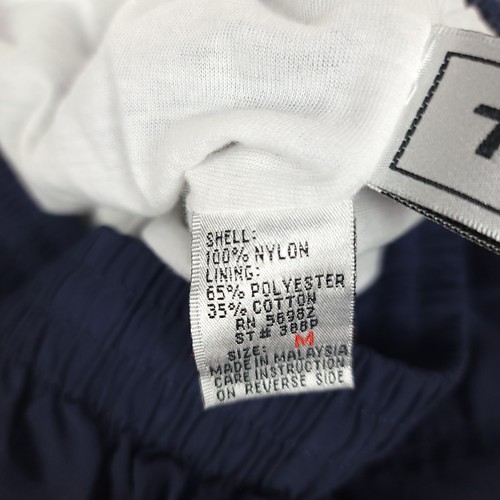 SHELL:
100% NYLON
LINING:
65% POLYESTER
35% COTTON
RN 56982
ST# 388P
SIZE: M
MADE IN MALAYSIA
CARE INSTRUCTION
ON REVERSE SIDE